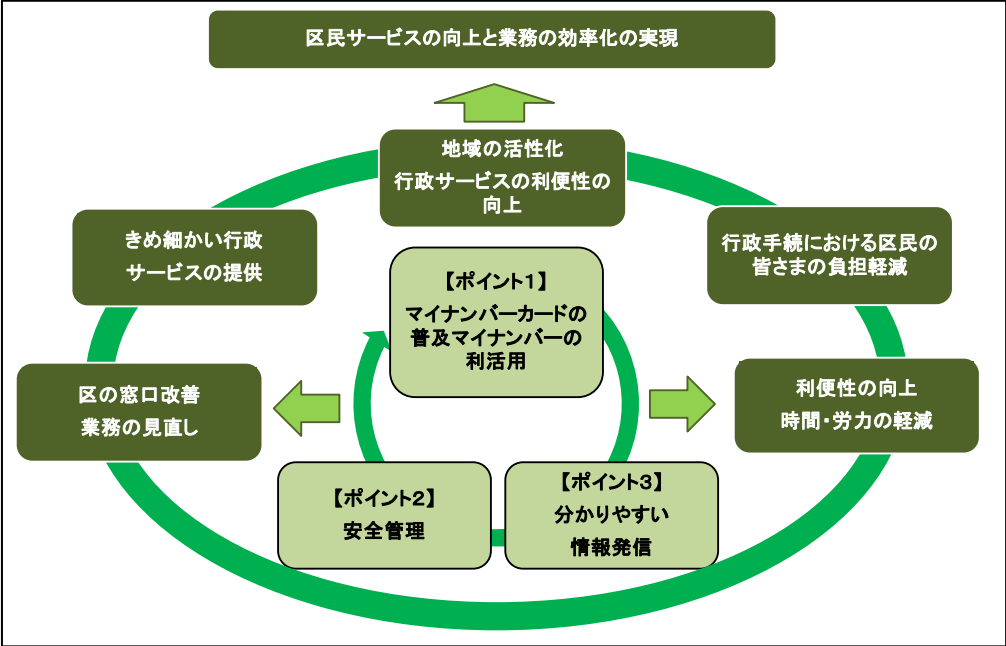 区民サービスの向上と業務の効率化の実現
地域の活性化
行政サービスの利便性の
向上
きめ細かい行政
サービスの提供
行政手続における区民の
皆さまの負担軽減
【ポイント1】
マイナンバーカードの
普及マイナンバーの
利活用
区の窓口改善
業務の見直し
利便性の向上
時間・労力の軽減
【ポイント2】
安全管理
【ポイント3】
分かりやすい
情報発信